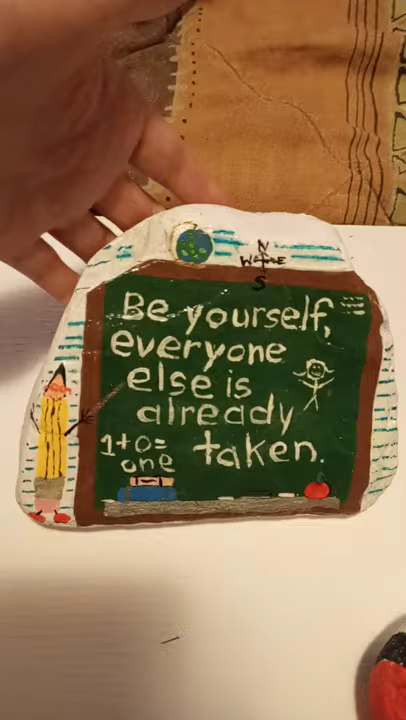 N
W E
S
Be yourself,
everyone
else is
already
taken.
1+0=
one